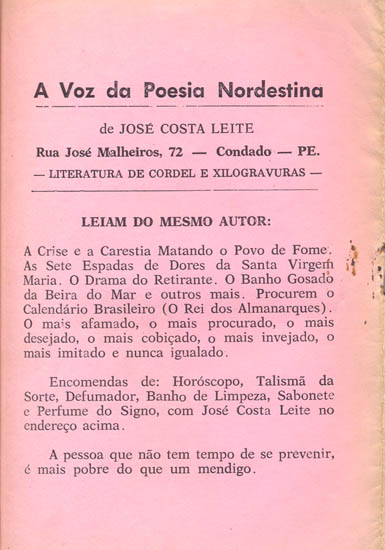 A Voz da Poesia Nordestina
de JOSÉ COSTA LEITE
Rua José Malheiros, 72 — Condado — PE.
— LITERATURA DE CORDEL E XILOGRAVURAS —
LEIAM DO MESMO AUTOR:
A Crise e a Carestia Matando o Povo de Fome.
As Sete Espadas de Dores da Santa Virgem
Maria. O Drama do Retirante. O Banho Gosado
da Beira do Mar e outros mais. Procurem o
Calendário Brasileiro (O Rei dos Almanarques).
O mais afamado, o mais procurado, o mais
desejado, o mais cobiçado, o mais invejado, o
mais imitado e nunca igualado.
Encomendas de: Horóscopo, Talismã da
Sorte, Defumador, Banho de Limpeza, Sabonete
e Perfume do Signo, com José Costa Leite no
endereço acima.
A pessoa que não tem tempo de se prevenir,
é mais pobre do que um mendigo.